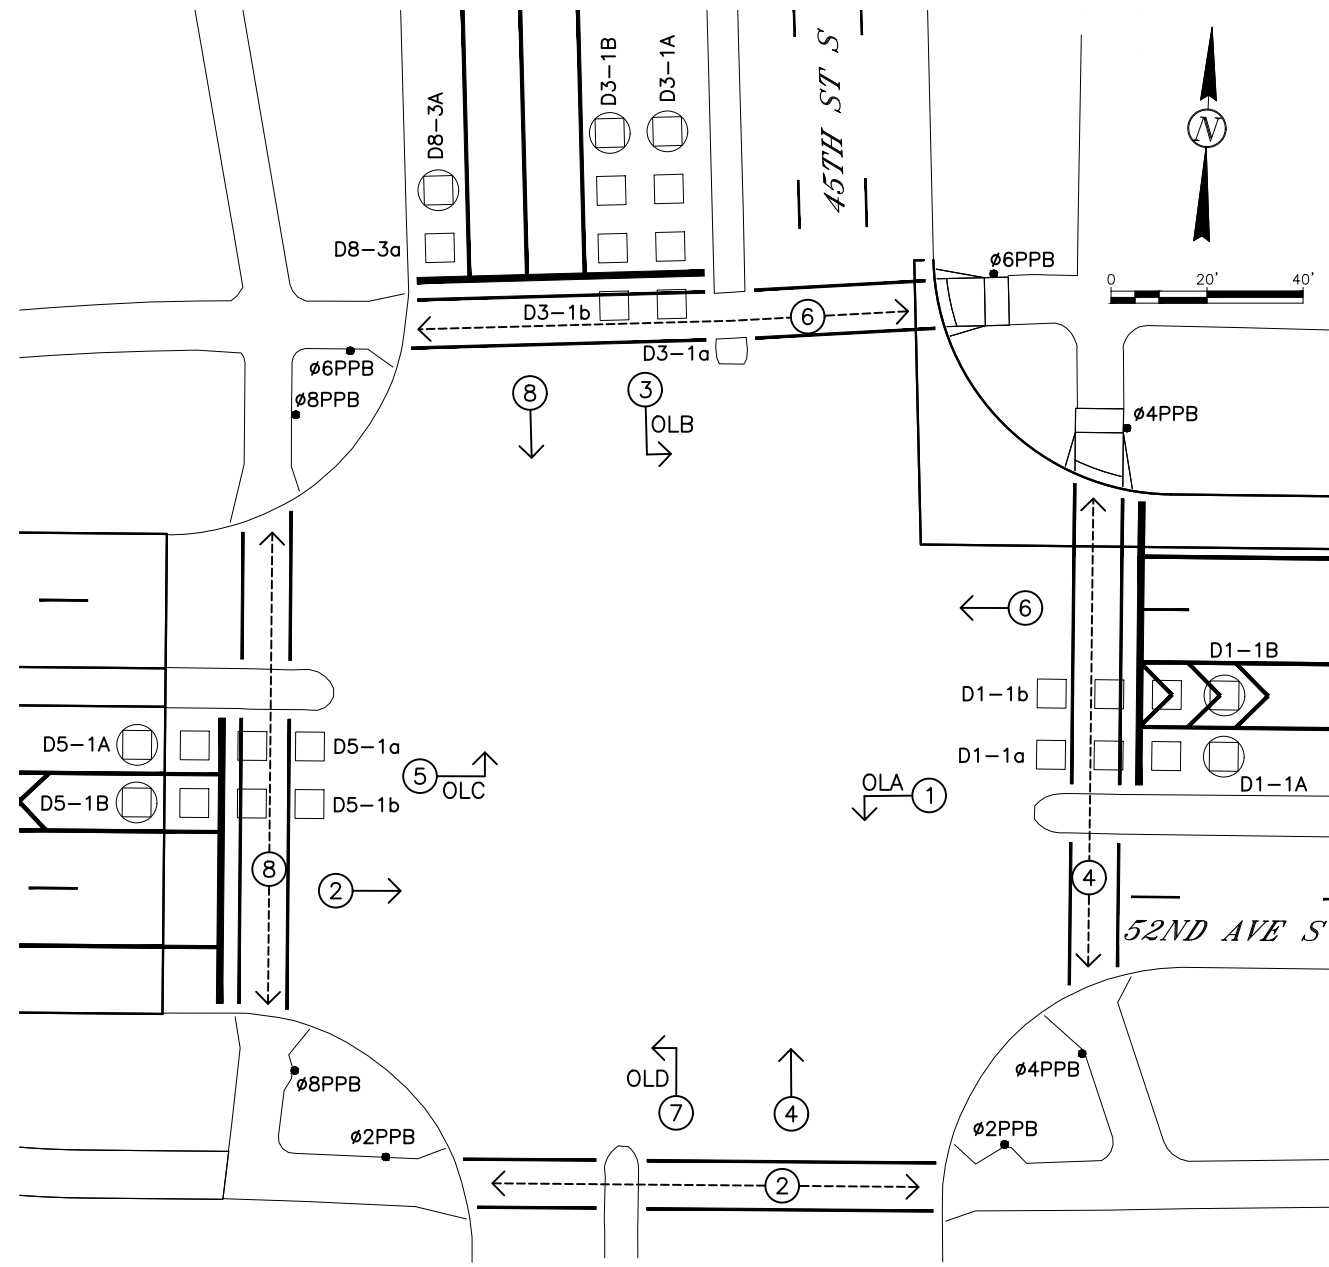 D3-1B
D3-1A
45TH ST S
D8-3A
N
D8-3a
ø6PPB
0
20'
40'
D3-1b
6
D3-1a
ø6PPB
ø8PPB
8
3
OLB
ø4PPB
6
D1-1B
D1-1b
D5-1A
D5-1a
D1-1a
5
OLC
OLA
1
D1-1A
D5-1B
D5-1b
8
2
4
52ND AVE S
ø8PPB
OLD
7
4
ø4PPB
ø2PPB
ø2PPB
2